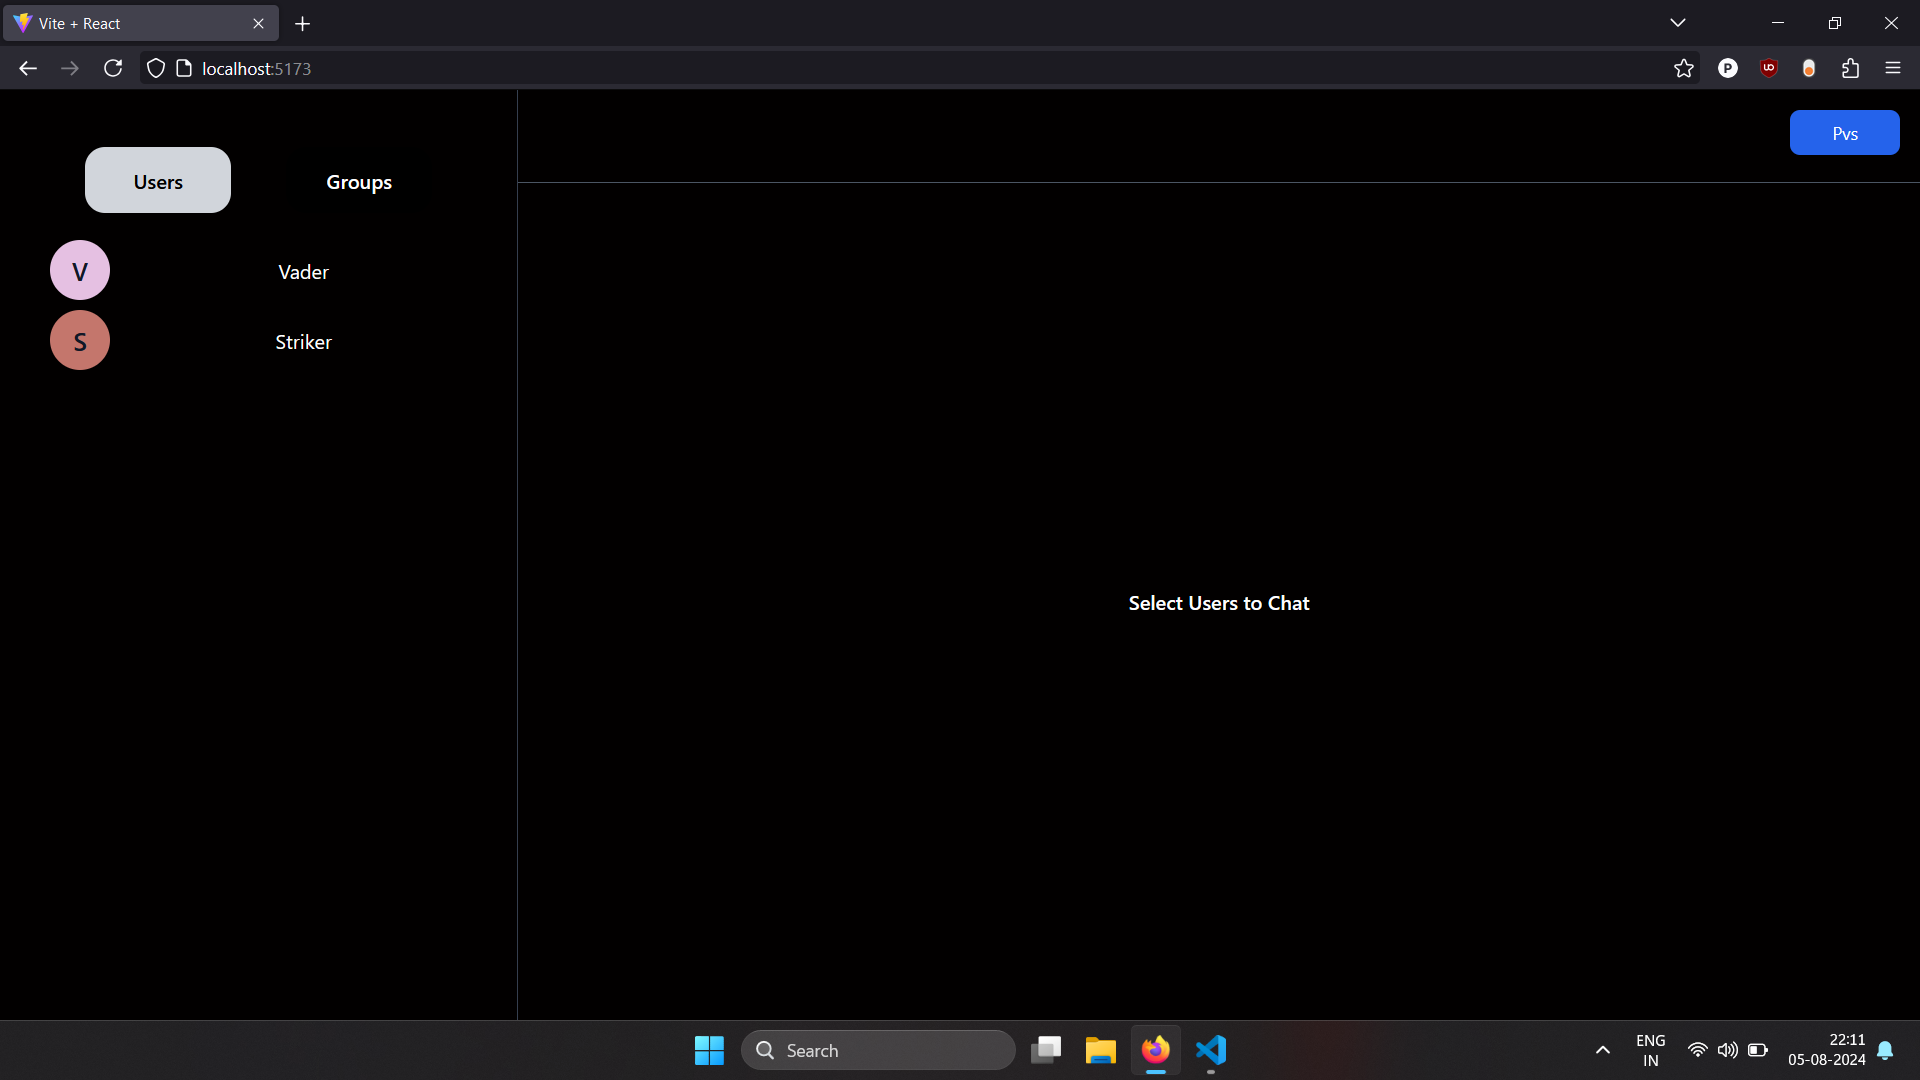 Vite + React
localhost:5173
P
Pvs
Users
Groups
V
Vader
S
Striker
Select Users to Chat
Search
ENG
IN
22:11
05-08-2024